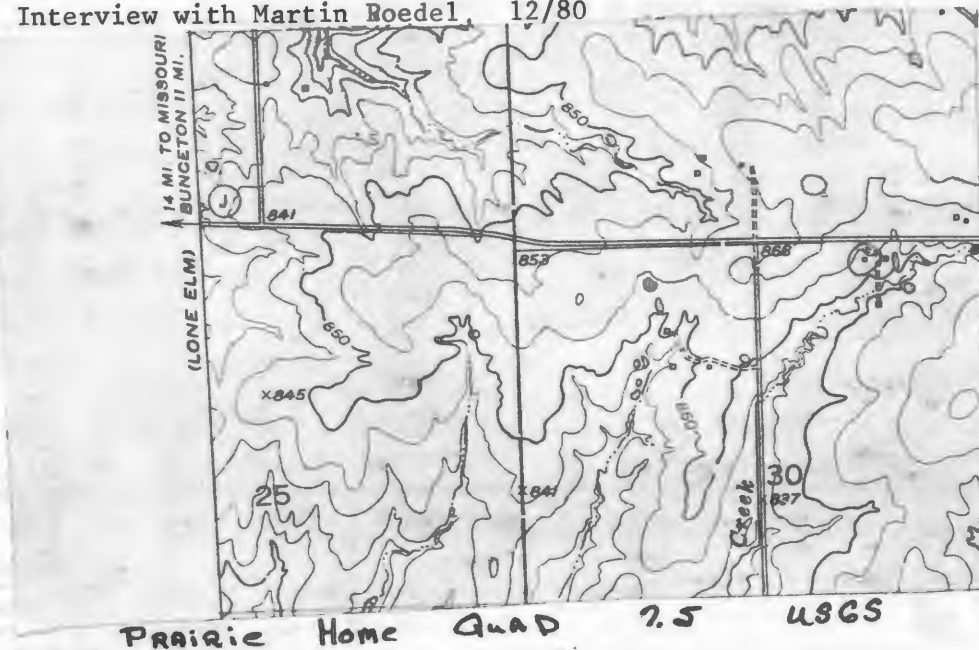 Interview with Martin Roedel, 12/80
14 MI. TO MISSOURI
BUNCETON 11 MI.
(LONE ELM)
850
J
841
853
868
850
×845
860
25
×841
30
×837
Creek
PRAIRIE HOME QUAD 7.5 USGS